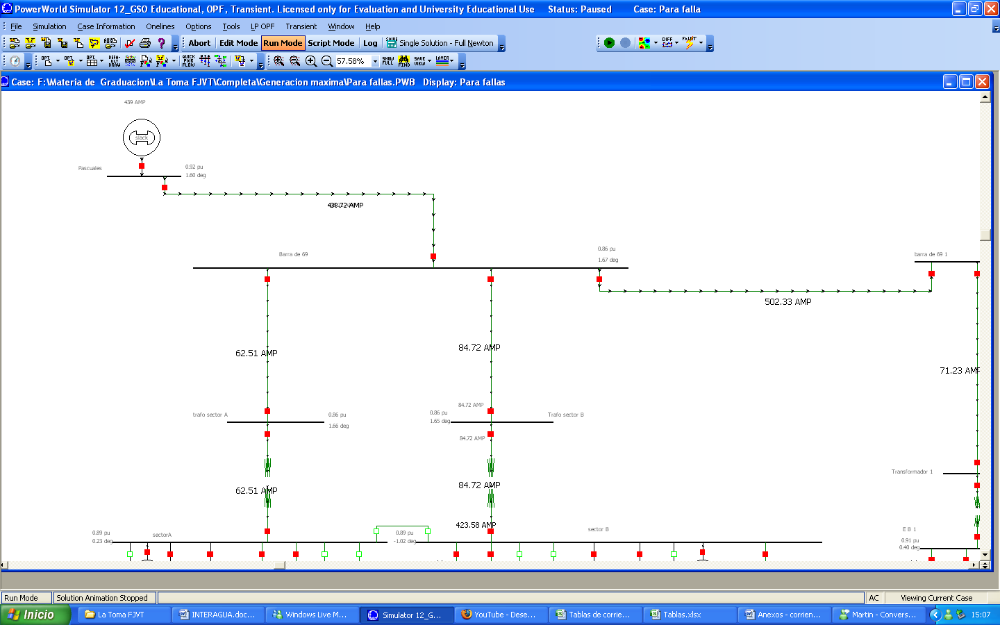 PowerWorld Simulator 12_GSO Educational, OPF, Transient. Licensed only for Evaluation and University Educational Use Status: Paused Case: Para falla
File Simulation Case Information Onelines Options Tools LP OPF Transient Window Help
Abort Edit Mode Run Mode Script Mode Log Single Solution - Full Newton
57.58%
Case: F:\Materia de Graduacion\La Toma FJVT\Completa\Generacion maxima\Para fallas.PWB Display: Para fallas
439 AMP
slack
Pascuales
0.92 pu
1.60 deg
438.72 AMP
Barra de 69
0.86 pu
1.67 deg
barra de 69 1
502.33 AMP
62.51 AMP
84.72 AMP
71.23 AMP
84.72 AMP
trafo sector A
0.86 pu
1.66 deg
0.86 pu
1.65 deg
Trafo sector B
84.72 AMP
Transformador 1
62.51 AMP
84.72 AMP
423.58 AMP
0.89 pu
0.23 deg
sectorA
0.89 pu
-1.02 deg
sector B
E B 1
0.91 pu
0.40 deg
Run Mode Solution Animation Stopped AC Viewing Current Case
Inicio La Toma FJVT INTERAGUA.doc... Windows Live M... Simulator 12_G... YouTube - Dese... Tablas de corrie... Tablas.xlsx Anexos - corrien... Martin - Convers... 15:07